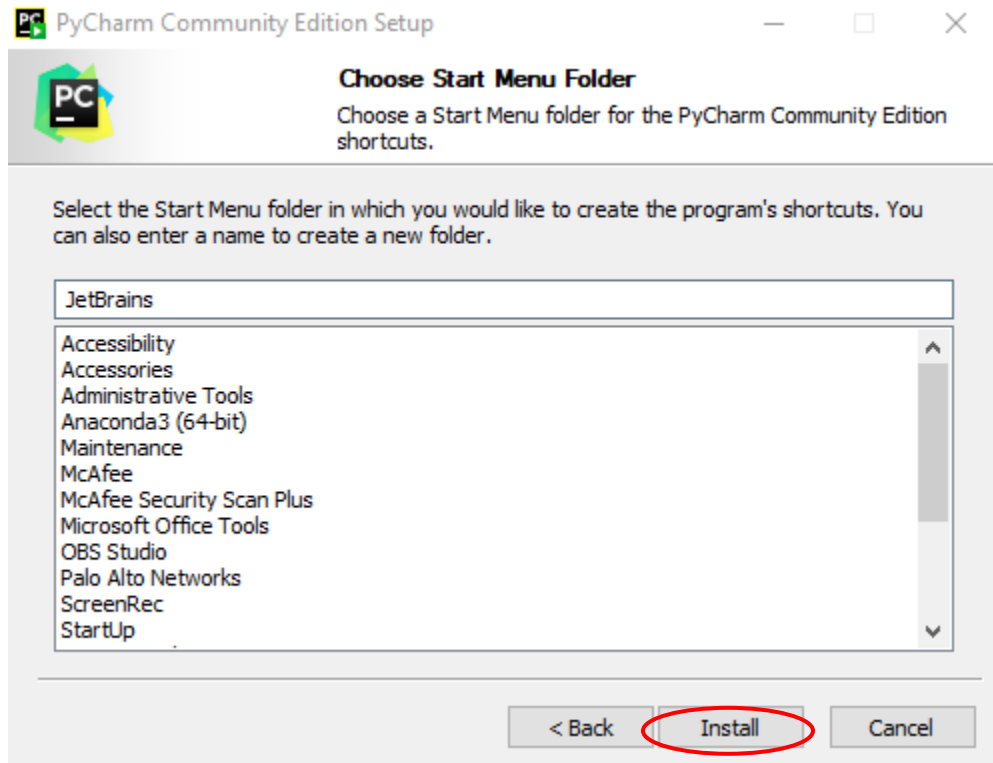 PC PyCharm Community Edition Setup
PC
Choose Start Menu Folder
Choose a Start Menu folder for the PyCharm Community Edition
shortcuts.
Select the Start Menu folder in which you would like to create the program's shortcuts. You
can also enter a name to create a new folder.
JetBrains
Accessibility
Accessories
Administrative Tools
Anaconda3 (64-bit)
Maintenance
McAfee
McAfee Security Scan Plus
Microsoft Office Tools
OBS Studio
Palo Alto Networks
ScreenRec
StartUp
< Back Install Cancel